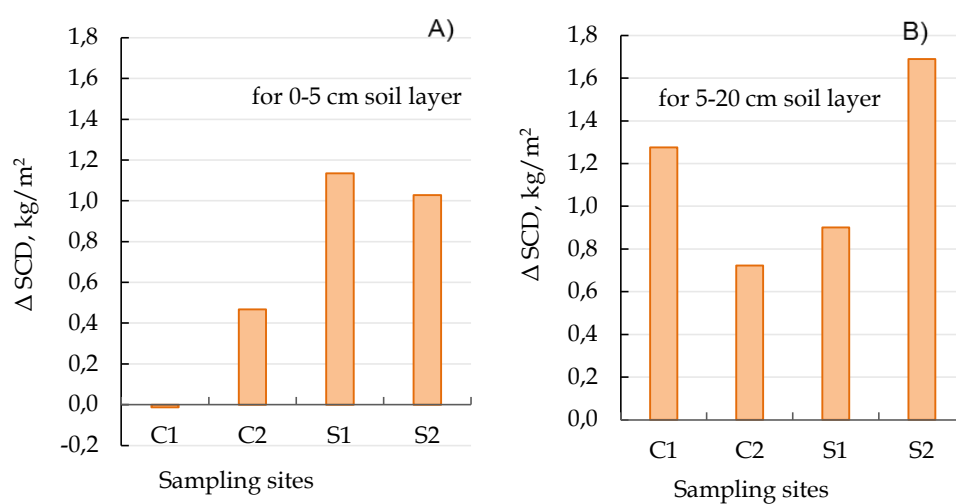 A)
for 0-5 cm soil layer
Δ SCD, kg/m²
1,8
1,6
1,4
1,2
1,0
0,8
0,6
0,4
0,2
0,0
-0,2
C1 C2 S1 S2
Sampling sites
B)
for 5-20 cm soil layer
Δ SCD, kg/m²
1,8
1,6
1,4
1,2
1,0
0,8
0,6
0,4
0,2
0,0
C1 C2 S1 S2
Sampling sites